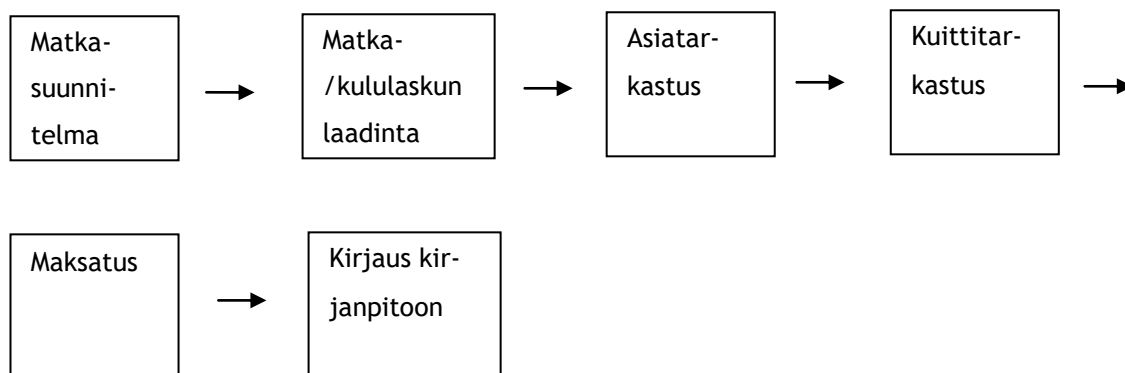 Matka-
suunni-
telma
Matka-
/kululaskun
laadinta
Asiatar-
kastus
Kuittitar-
kastus
Maksatus
Kirjaus kir-
janpitoon